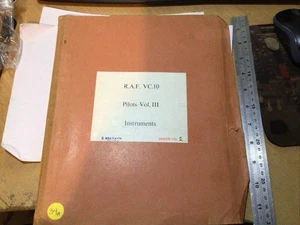 R.A.F. VC.10
Pilots Vol. III
Instruments